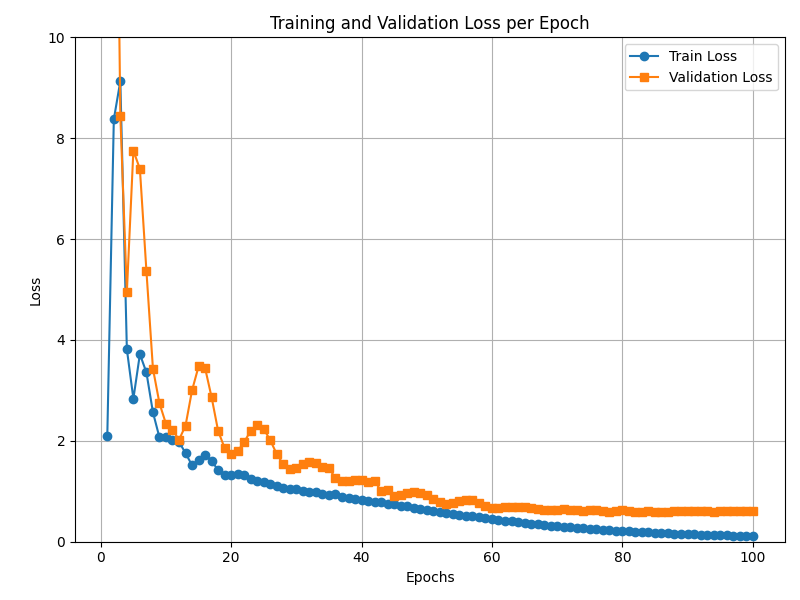 Training and Validation Loss per Epoch
Train Loss
Validation Loss
Loss
10
8
6
4
2
0
0 20 40 60 80 100
Epochs